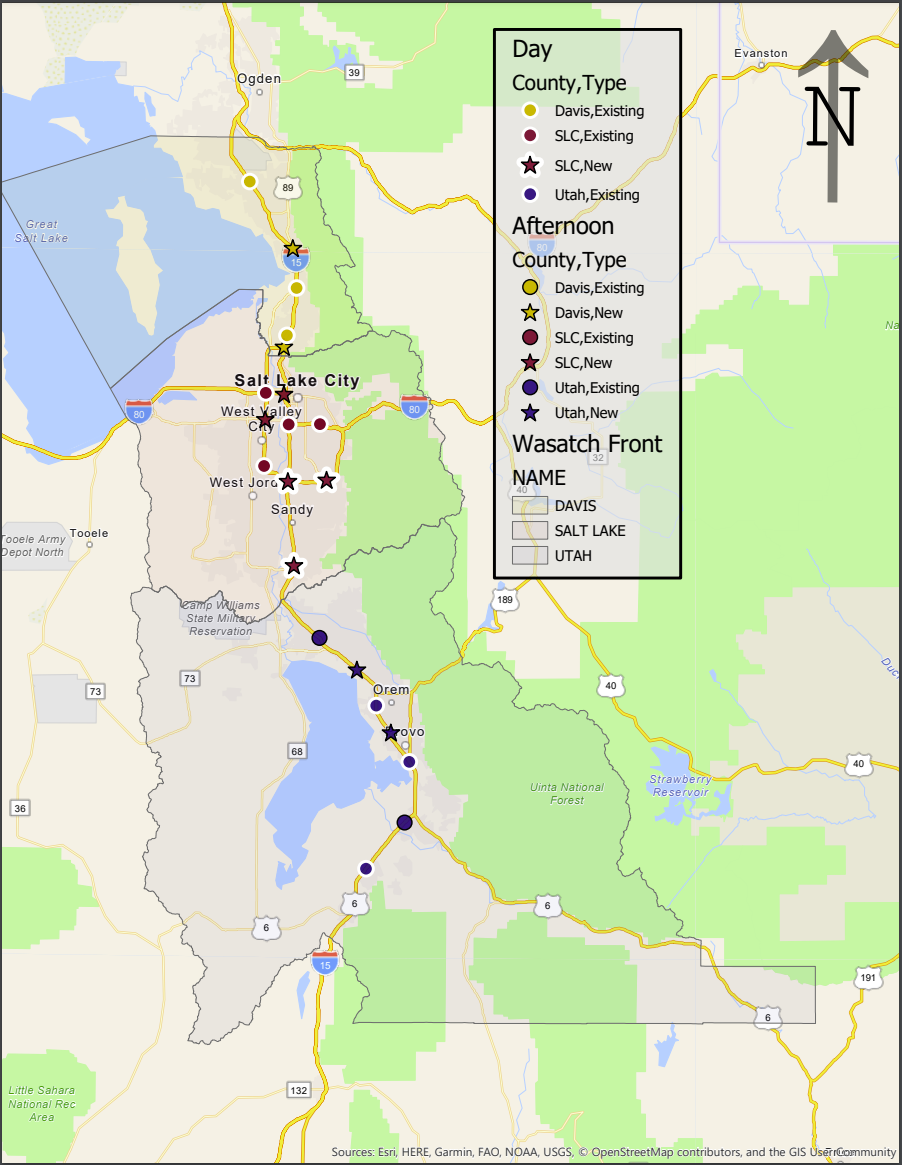 Ogden
39
Evanston
N
89
Great
Salt Lake
15
80
Day
County,Type
Davis,Existing
SLC,Existing
SLC,New
Utah,Existing
Afternoon
County,Type
Davis,Existing
Davis,New
SLC,Existing
SLC,New
Utah,Existing
Utah,New
Wasatch Front
NAME
DAVIS
SALT LAKE
UTAH
32
40
Na
Salt Lake City
80
80
West Valley
City
West Jord
Sandy
Tooele
Tooele Army
Depot North
Camp Williams
State Military
Reservation
189
73
73
Orem
40
Duc
ovo
68
40
Strawberry
Reservoir
Uinta National
Forest
36
6
6
6
15
191
6
132
Little Sahara
National Rec
Area
Sources: Esri, HERE, Garmin, FAO, NOAA, USGS, © OpenStreetMap contributors, and the GIS User Community